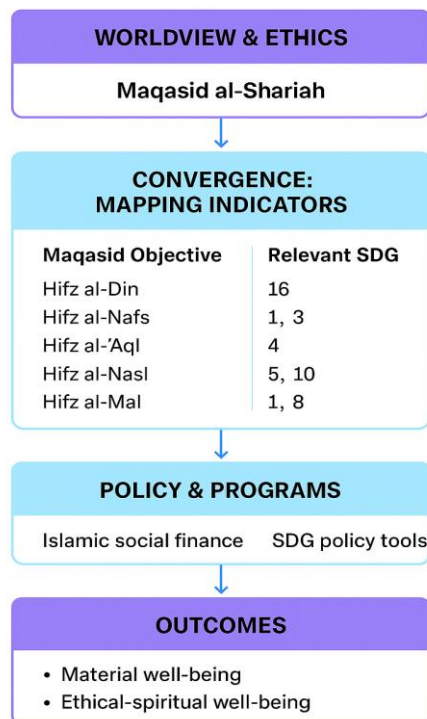 WORLDVIEW & ETHICS
Maqasid al-Shariah
CONVERGENCE:
MAPPING INDICATORS
Maqasid Objective Relevant SDG
Hifz al-Din 16
Hifz al-Nafs 1, 3
Hifz al-'Aql 4
Hifz al-Nasl 5, 10
Hifz al-Mal 1, 8
POLICY & PROGRAMS
Islamic social finance SDG policy tools
OUTCOMES
• Material well-being
• Ethical-spiritual well-being